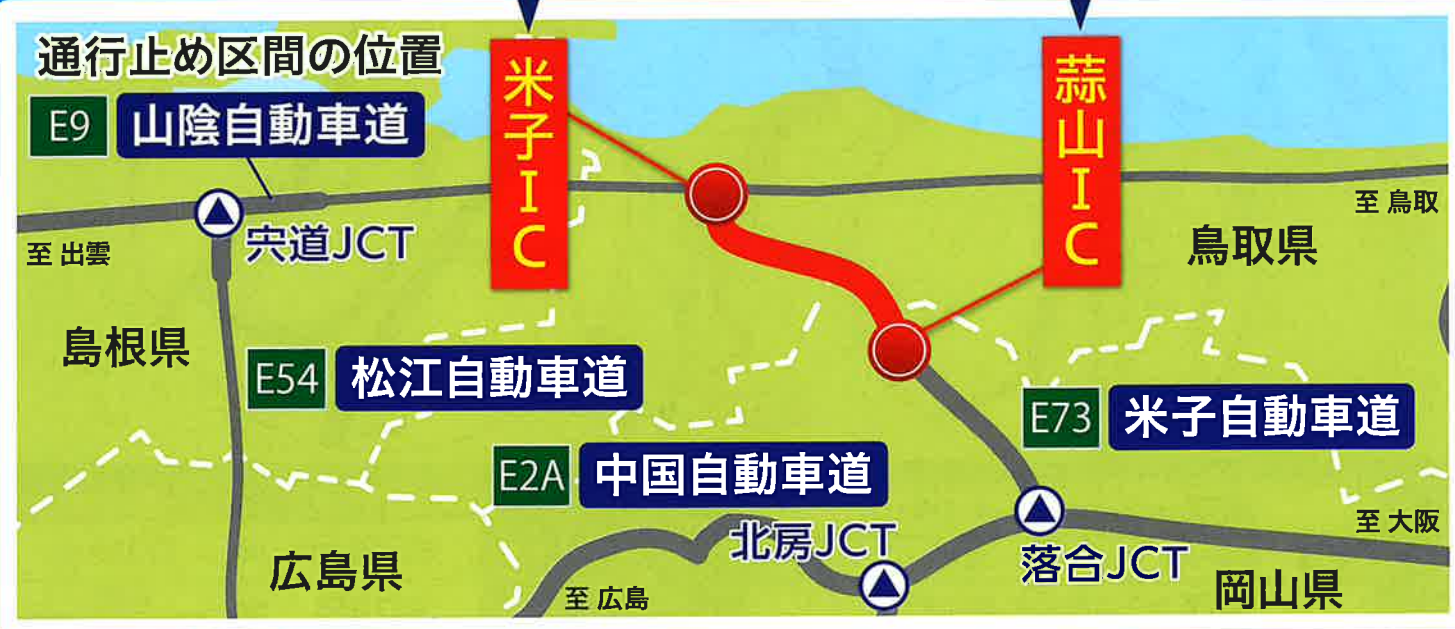 通行止め区間の位置
E9 山陰自動車道
米子IC
蒜山IC
至 鳥取
宍道JCT
至 出雲
鳥取県
島根県
E54 松江自動車道
E73 米子自動車道
E2A 中国自動車道
至 大阪
北房JCT
落合JCT
広島県
至 広島
岡山県